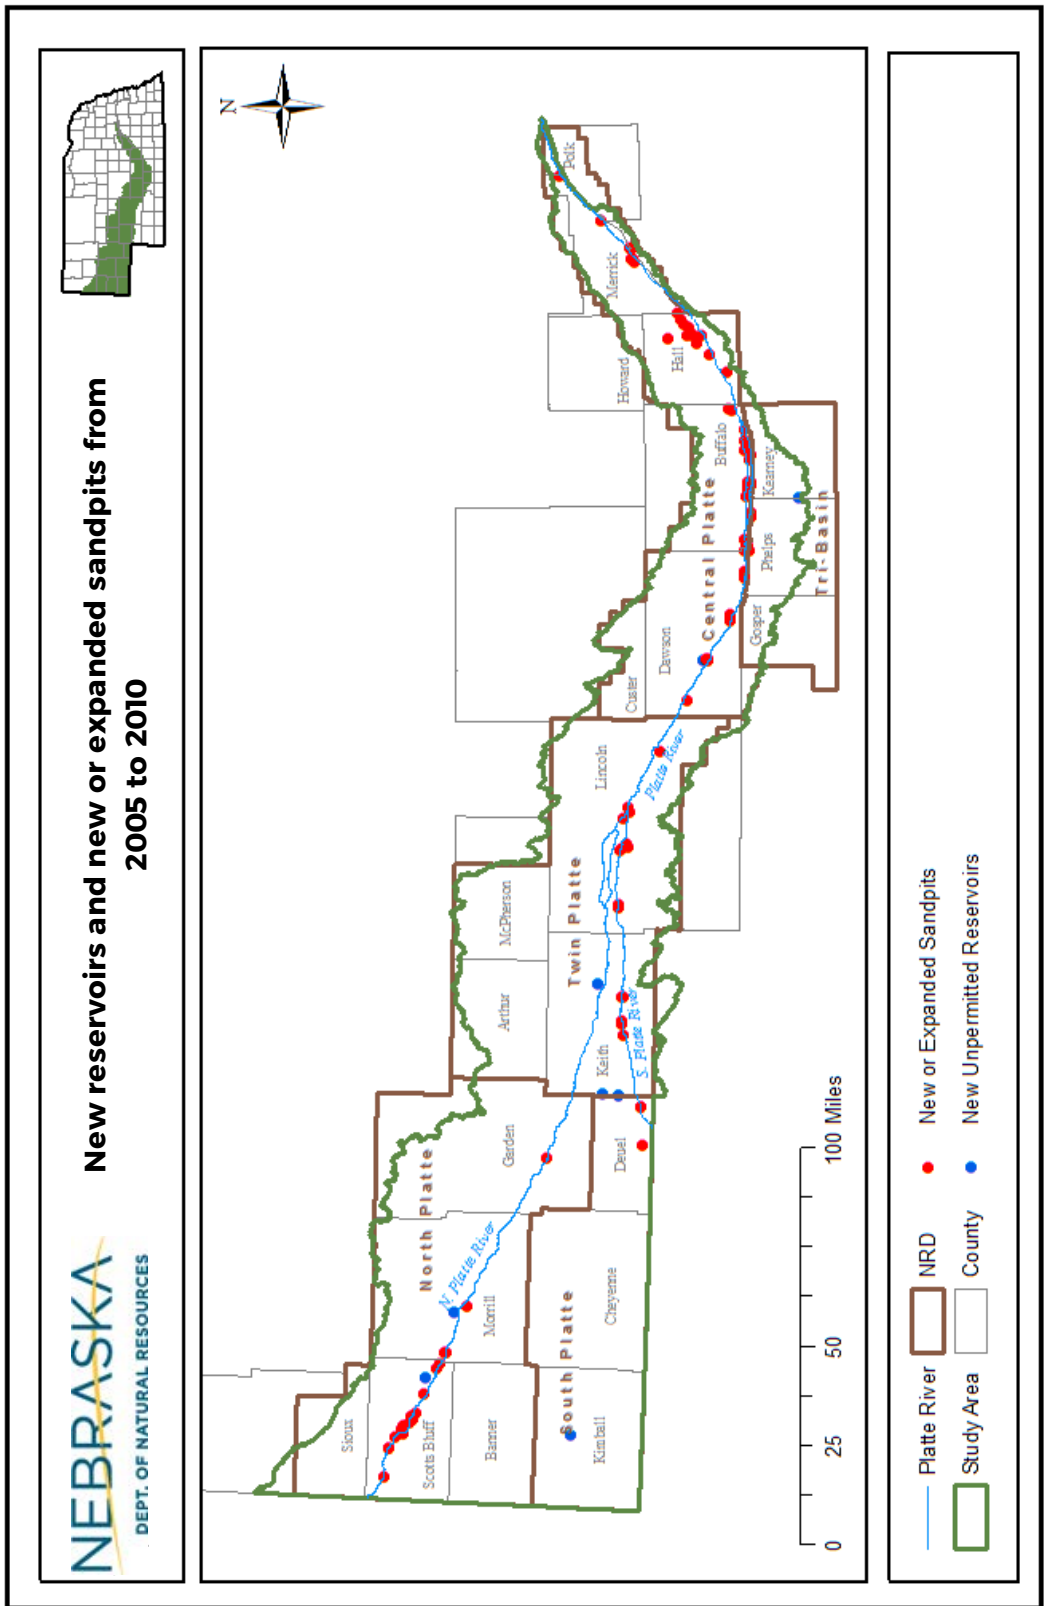 NEBRASKA
DEPT. OF NATURAL RESOURCES
New reservoirs and new or expanded sandpits from
2005 to 2010
N
Sioux
Scotts Bluff
Banner
Kimball
South Platte
Cheyenne
Morrill
N. Platte River
North Platte
Garden
Deuel
Arthur
McPherson
Keith
S. Platte River
Twin Platte
Lincoln
Platte River
Custer
Dawson
Central Platte
Gosper
Phelps
Kearney
Tri-Basin
Buffalo
Howard
Hall
Merrick
Polk
0 25 50 100 Miles
Platte River
NRD
New or Expanded Sandpits
Study Area
County
New Unpermitted Reservoirs